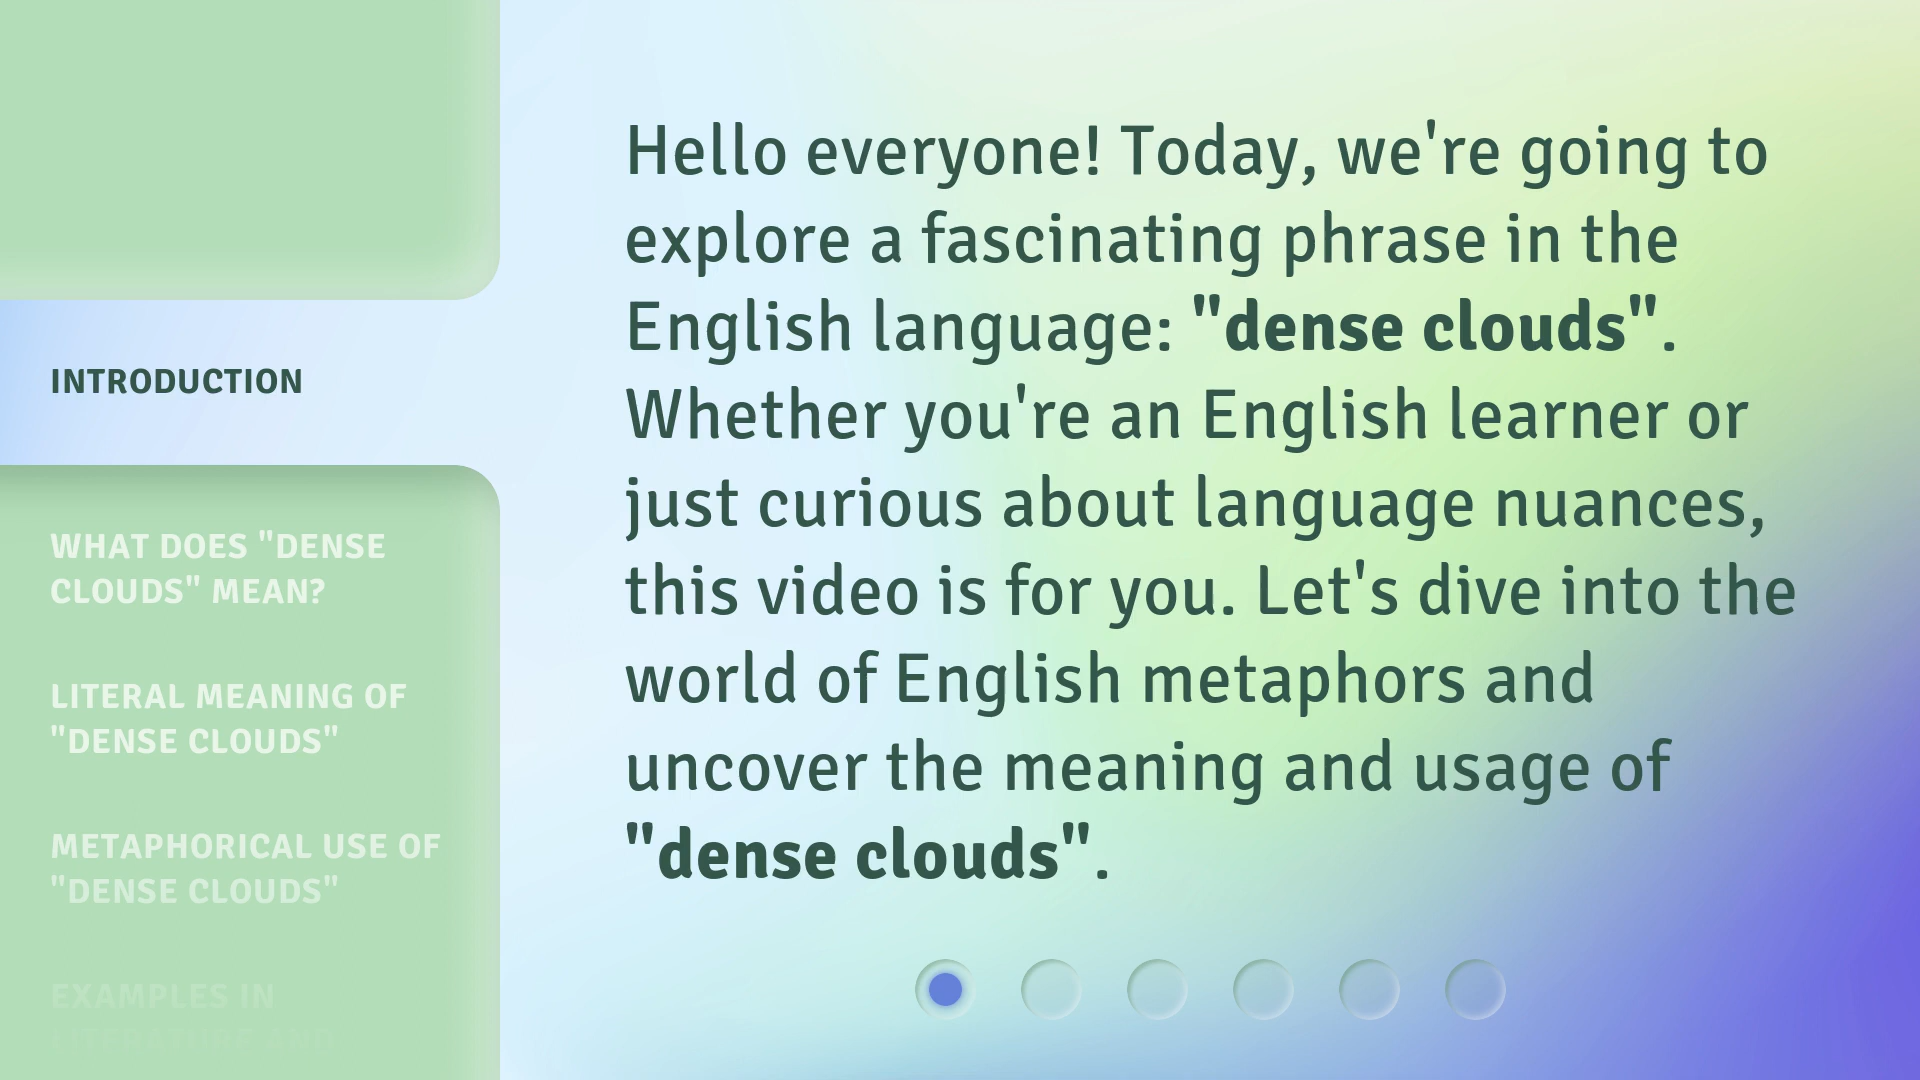 INTRODUCTION
WHAT DOES "DENSE
CLOUDS" MEAN?
LITERAL MEANING OF
"DENSE CLOUDS"
METAPHORICAL USE OF
"DENSE CLOUDS"
EXAMPLES IN
LITERATURE AND
Hello everyone! Today, we're going to
explore a fascinating phrase in the
English language: "dense clouds".
Whether you're an English learner or
just curious about language nuances,
this video is for you. Let's dive into the
world of English metaphors and
uncover the meaning and usage of
"dense clouds".